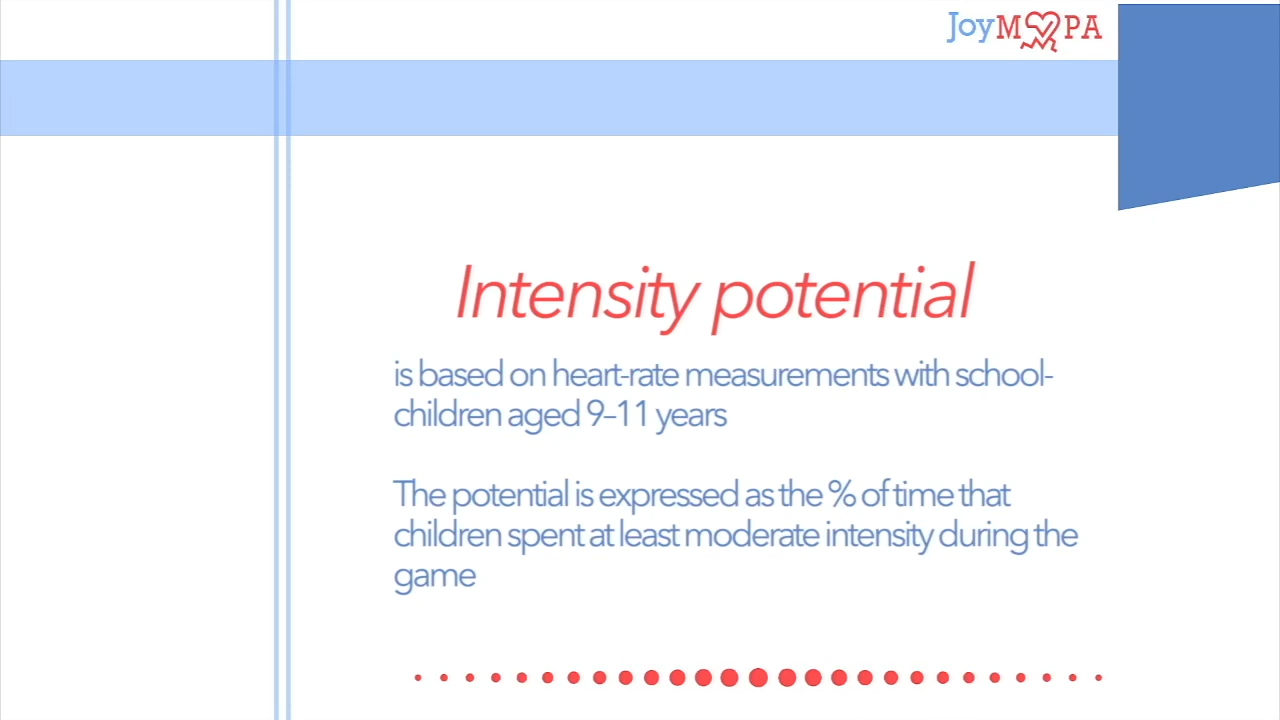 JoyMOPA
Intensity potential
is based on heart-rate measurements with school-
children aged 9–11 years
The potential is expressed as the % of time that
children spent at least moderate intensity during the
game